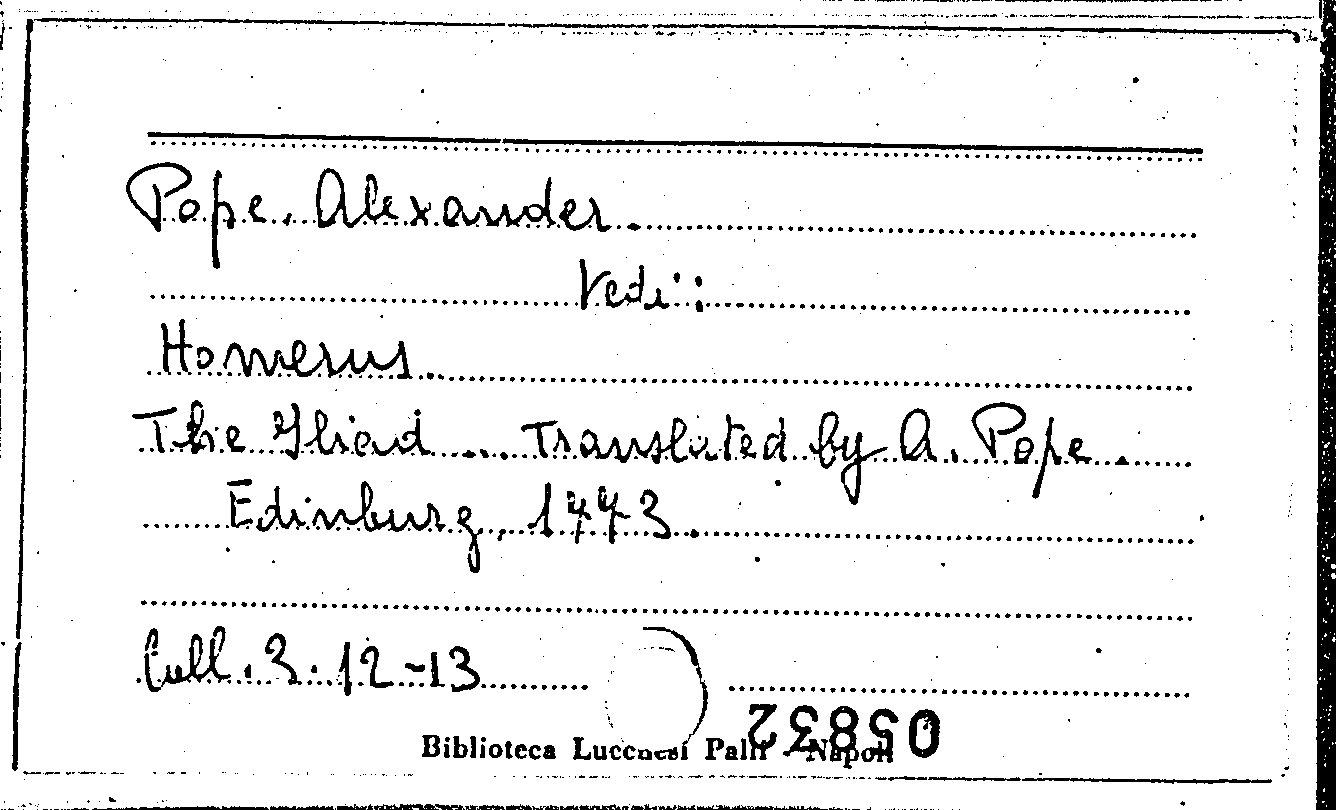 Pope, Alexander.
Vedi:
Homerus.
The Iliad .... Translated by A. Pope.
Edinburg, 1773.
Coll. 3. 12-13
05832
Biblioteca Lucchesi Palli - Napoli